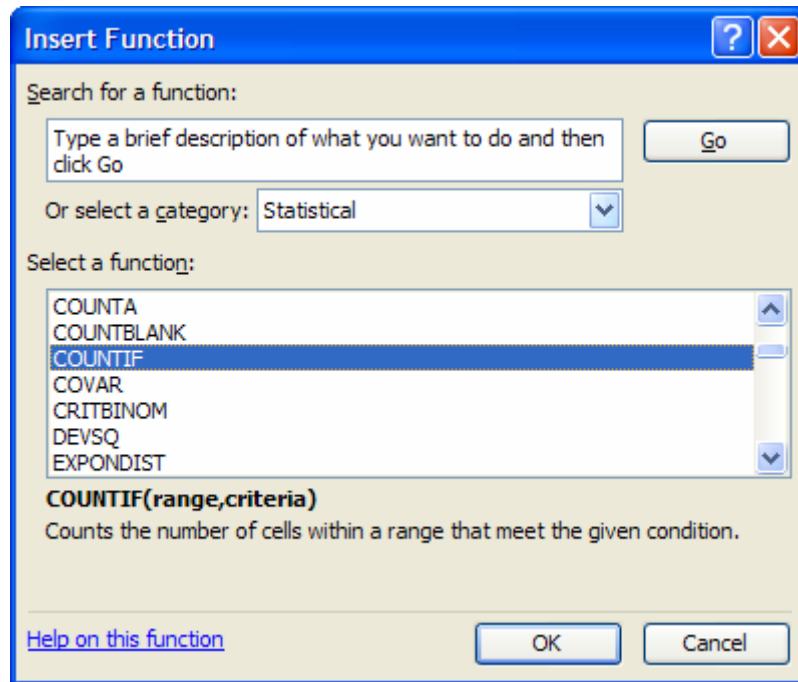 Insert Function
Search for a function:
Type a brief description of what you want to do and then
click Go
Go
Or select a category: Statistical
Select a function:
COUNTA
COUNTBLANK
COUNTIF
COVAR
CRITBINOM
DEVSQ
EXPONDIST
COUNTIF(range,criteria)
Counts the number of cells within a range that meet the given condition.
Help on this function
OK
Cancel